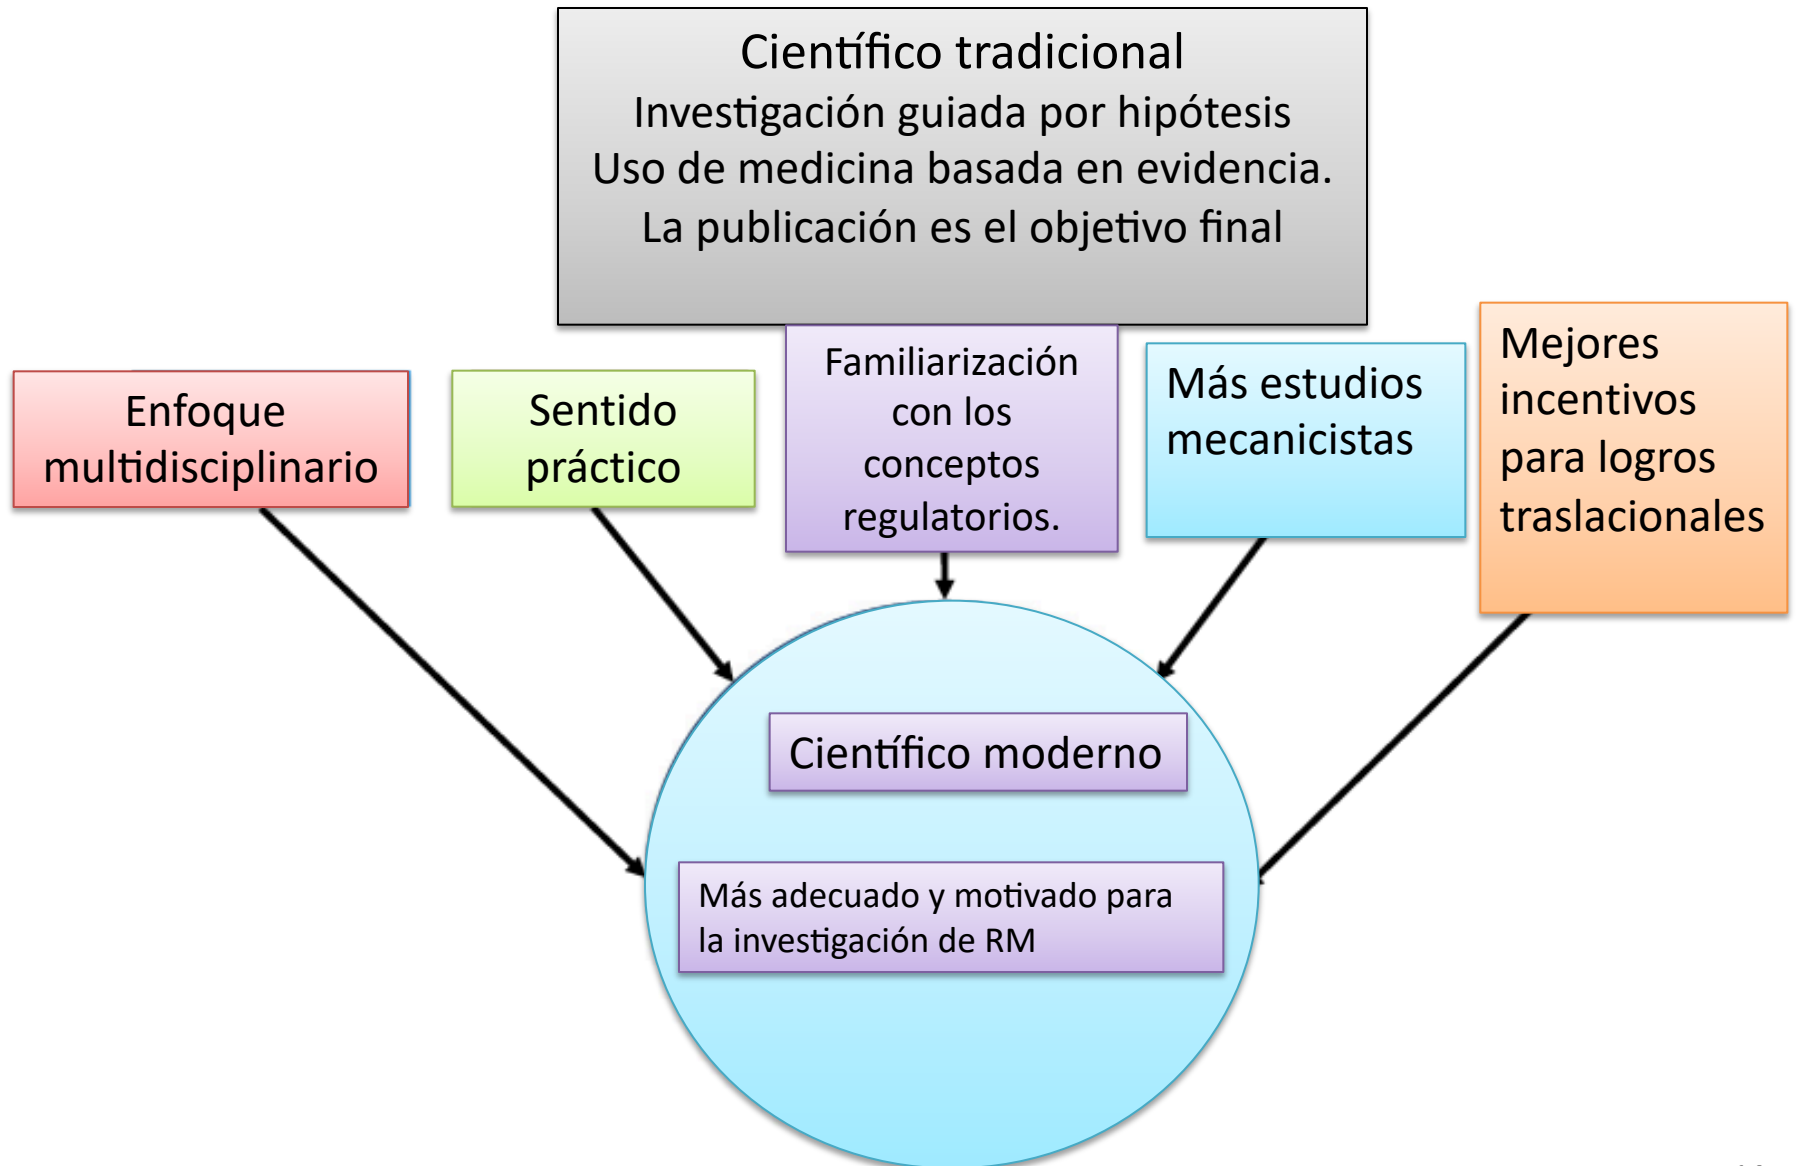 Científico tradicional
Investigación guiada por hipótesis
Uso de medicina basada en evidencia.
La publicación es el objetivo final
Enfoque
multidisciplinario
Sentido
práctico
Familiarización
con los
conceptos
regulatorios.
Más estudios
mecanicistas
Mejores
incentivos
para logros
traslacionales
Científico moderno
Más adecuado y motivado para
la investigación de RM